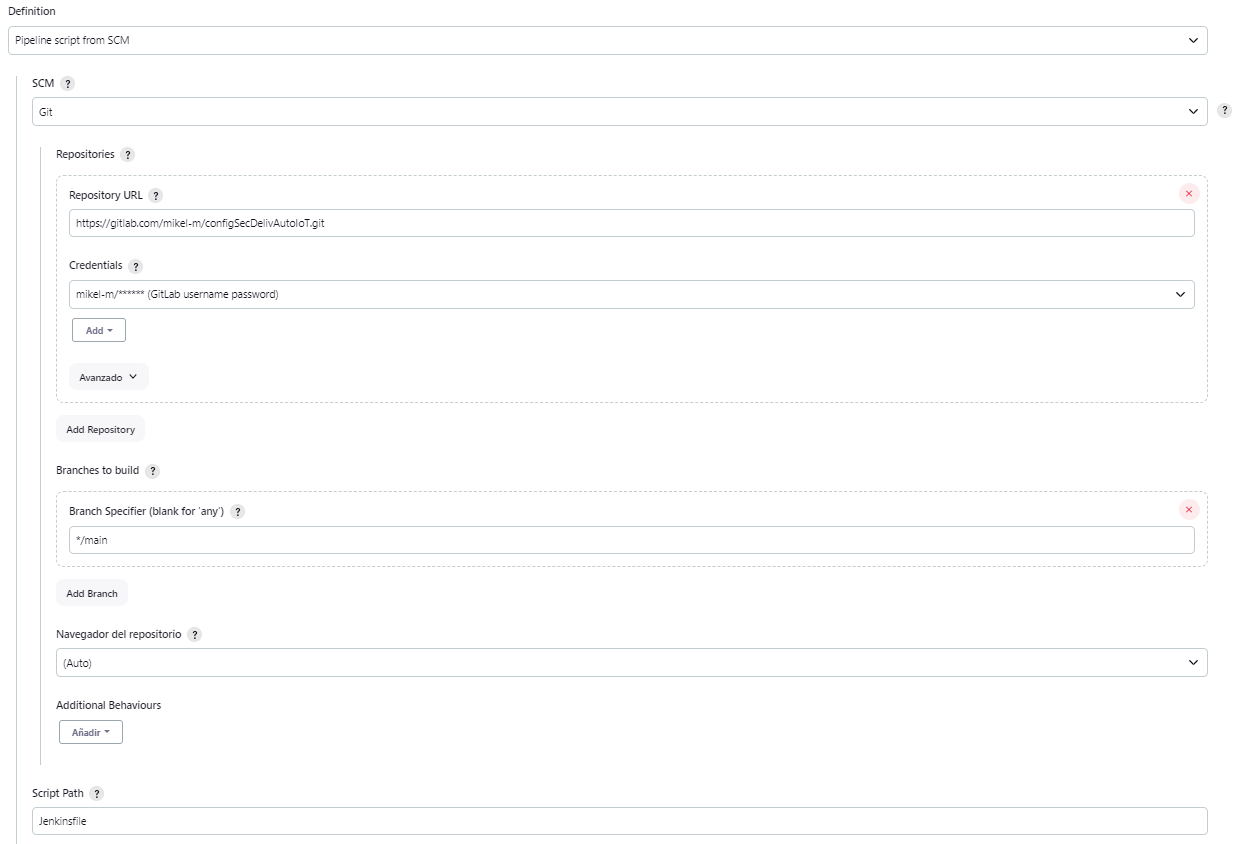 Definition
Pipeline script from SCM
SCM ?
Git
?
Repositories ?
Repository URL ?
https://gitlab.com/mikel-m/configSecDelivAutoIoT.git
Credentials ?
mikel-m/****** (GitLab username password)
Add
Avanzado
Add Repository
Branches to build ?
Branch Specifier (blank for 'any') ?
*/main
Add Branch
Navegador del repositorio ?
(Auto)
Additional Behaviours
Añadir
Script Path ?
Jenkinsfile